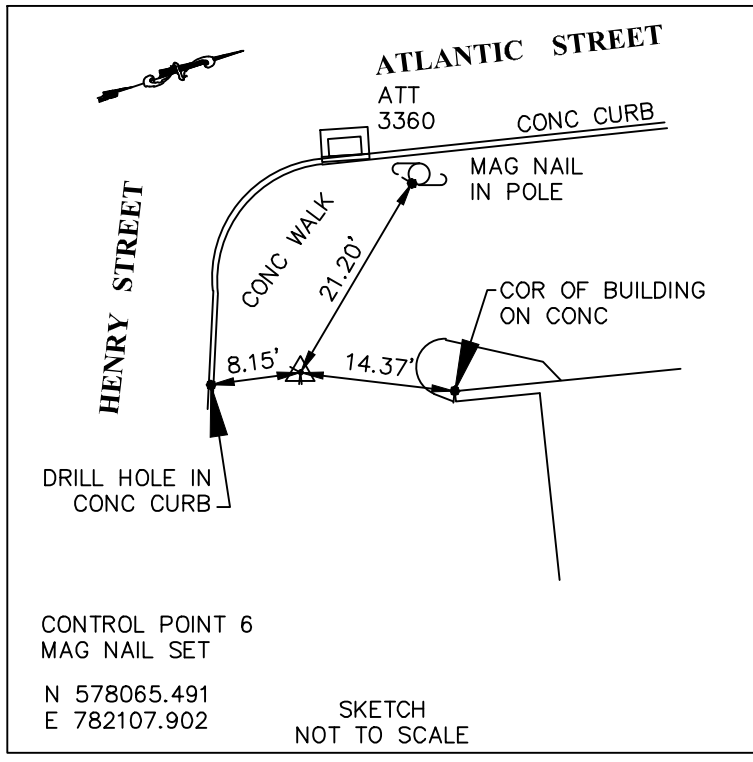 ATLANTIC STREET
ATT
3360
CONC CURB
MAG NAIL
IN POLE
HENRY STREET
CONC WALK
21.20'
COR OF BUILDING
ON CONC
8.15'
14.37'
DRILL HOLE IN
CONC CURB
CONTROL POINT 6
MAG NAIL SET
N 578065.491
E 782107.902
SKETCH
NOT TO SCALE